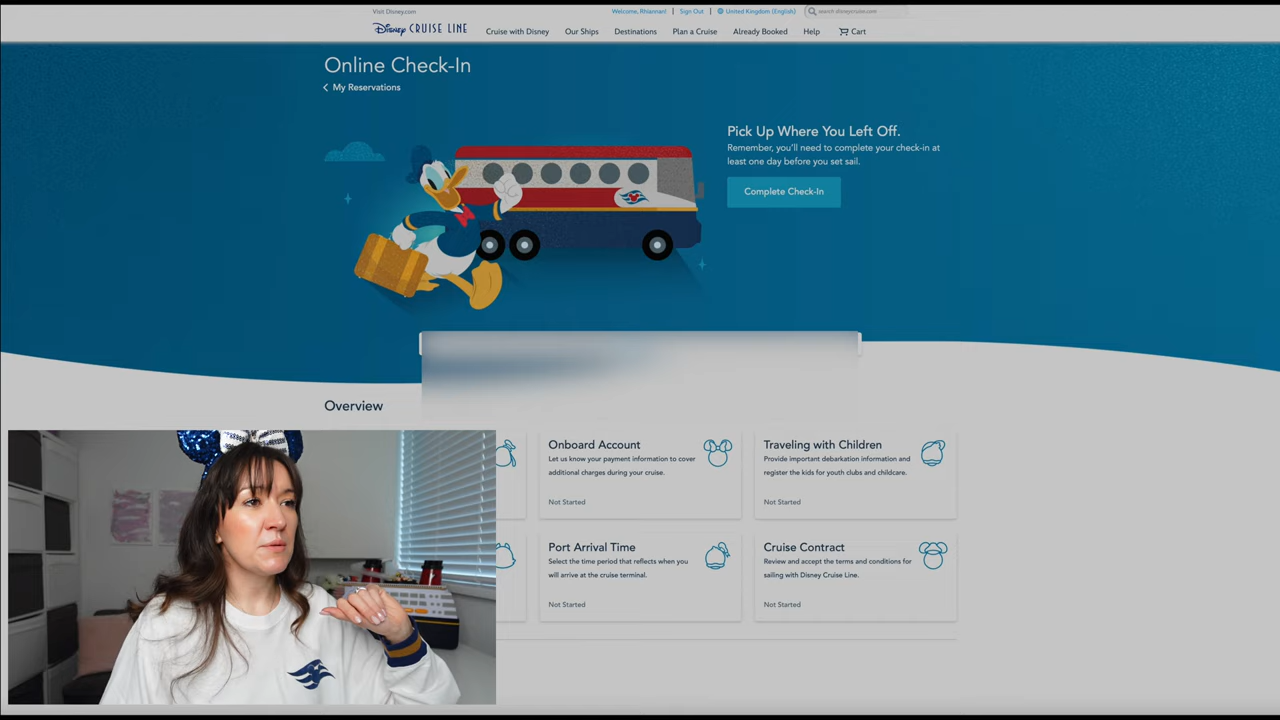 Visit Disney.com
Welcome, Rhiannan! | Sign Out | United Kingdom (English)
search disneycruise.com
Disney CRUISE LINE
Cruise with Disney
Our Ships
Destinations
Plan a Cruise
Already Booked
Help
Cart
Online Check-In
My Reservations
Pick Up Where You Left Off.
Remember, you'll need to complete your check-in at
least one day before you set sail.
Complete Check-In
Overview
Onboard Account
Let us know your payment information to cover
additional charges during your cruise.
Not Started
Traveling with Children
Provide important debarkation information and
register the kids for youth clubs and childcare.
Not Started
Port Arrival Time
Select the time period that reflects when you
will arrive at the cruise terminal.
Not Started
Cruise Contract
Review and accept the terms and conditions for
sailing with Disney Cruise Line.
Not Started